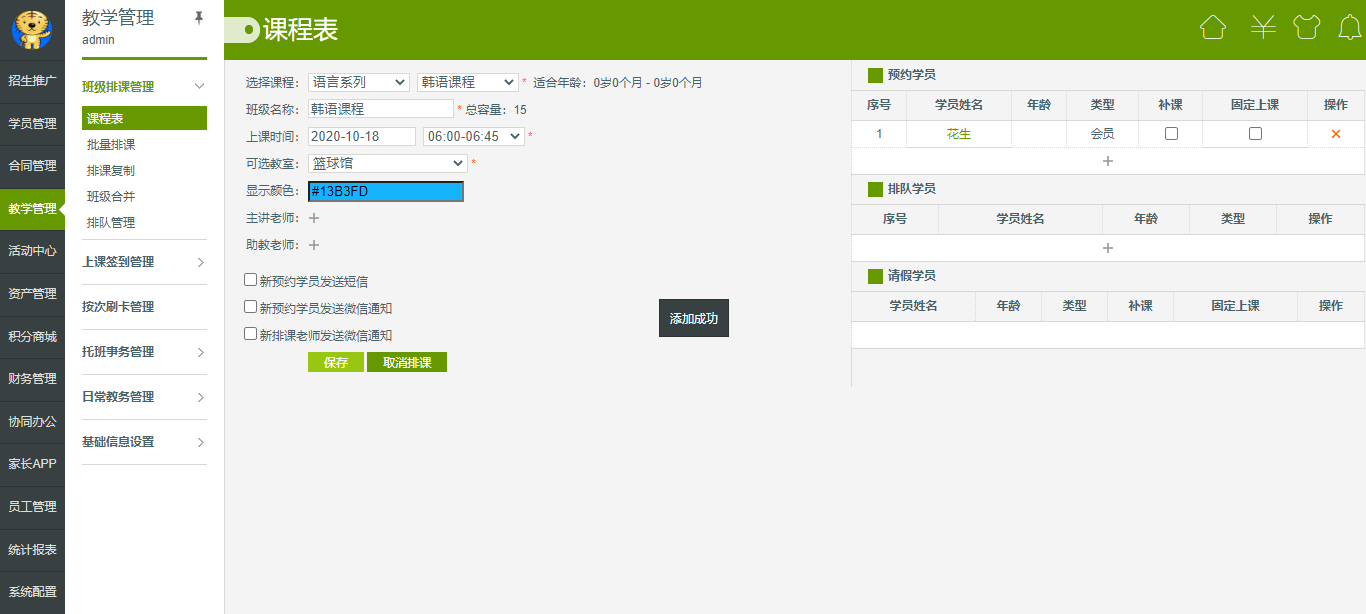 招生推广
学员管理
合同管理
教学管理
活动中心
资产管理
积分商城
财务管理
协同办公
家长APP
员工管理
统计报表
系统配置
教学管理
admin
班级排课管理
课程表
批量排课
排课复制
班级合并
排队管理
上课签到管理
按次刷卡管理
托班事务管理
日常教务管理
基础信息设置
课程表
选择课程: 语言系列 韩语课程 * 适合年龄: 0岁0个月 - 0岁0个月
班级名称: 韩语课程 * 总容量: 15
上课时间: 2020-10-18 06:00-06:45 *
可选教室: 篮球馆 *
显示颜色: #13B3FD
主讲老师: +
助教老师: +
新预约学员发送短信
新预约学员发送微信通知
新排课老师发送微信通知
保存 取消排课
添加成功
预约学员
序号 学员姓名 年龄 类型 补课 固定上课 操作
1 花生 会员 ×
+
排队学员
序号 学员姓名 年龄 类型 操作
+
请假学员
学员姓名 年龄 类型 补课 固定上课 操作